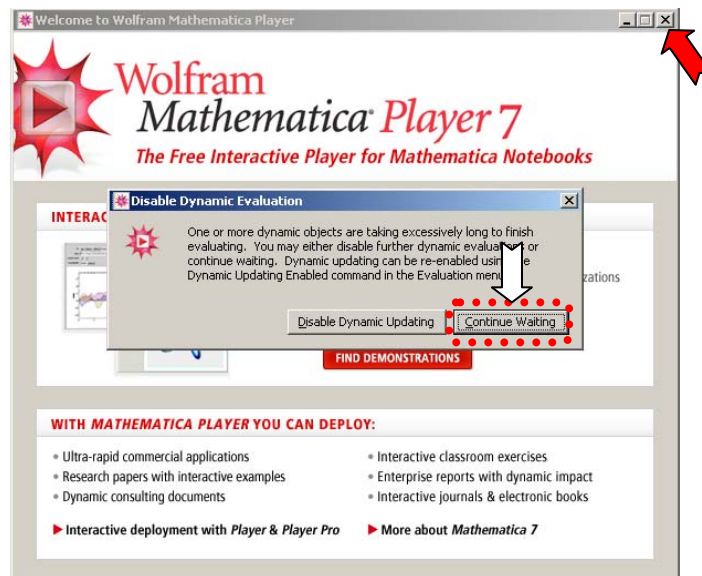 Welcome to Wolfram Mathematica Player
Wolfram
Mathematica Player 7
The Free Interactive Player for Mathematica Notebooks
Disable Dynamic Evaluation
INTERAC
One or more dynamic objects are taking excessively long to finish
evaluating. You may either disable further dynamic or
continue waiting. Dynamic updating can be re-enabled
Dynamic Updating Enabled command in the Evaluation
zations
Disable Dynamic Updating
Continue Waiting
FIND DEMONSTRATIONS
WITH MATHEMATICA PLAYER YOU CAN DEPLOY:
• Ultra-rapid commercial applications
• Research papers with interactive examples
• Dynamic consulting documents
• Interactive classroom exercises
• Enterprise reports with dynamic impact
• Interactive journals & electronic books
Interactive deployment with Player & Player Pro
More about Mathematica 7